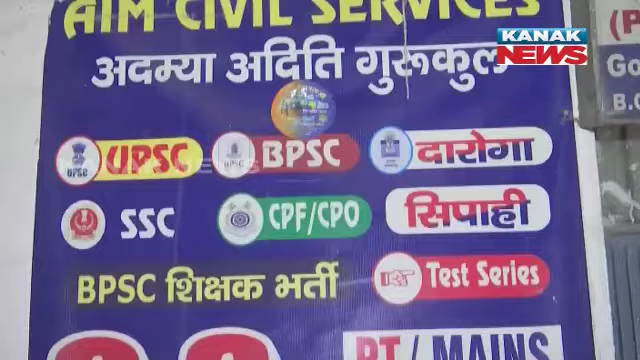 AIM CIVIL SERVICES
KANAK
NEWS
अदम्या अदिति गुरूकुल
UPSC
BPSC
दारोगा
SSC
CPF/CPO
सिपाही
BPSC शिक्षक भर्ती
Test Series
PT / MAINS